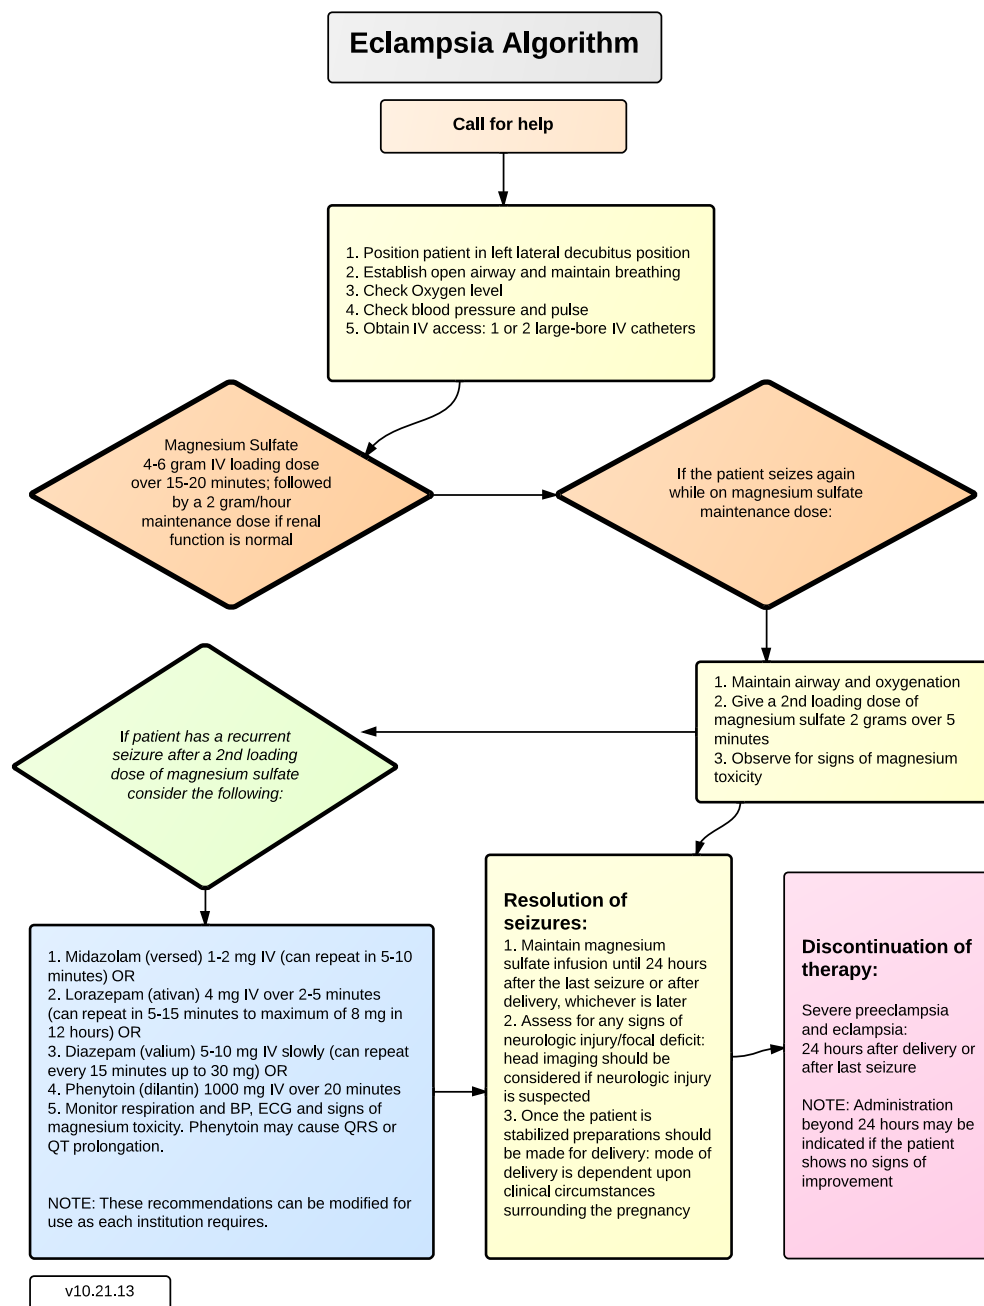 Eclampsia Algorithm
Call for help
1. Position patient in left lateral decubitus position
2. Establish open airway and maintain breathing
3. Check Oxygen level
4. Check blood pressure and pulse
5. Obtain IV access: 1 or 2 large-bore IV catheters
Magnesium Sulfate
4-6 gram IV loading dose
over 15-20 minutes; followed
by a 2 gram/hour
maintenance dose if renal
function is normal
If the patient seizes again
while on magnesium sulfate
maintenance dose:
1. Maintain airway and oxygenation
2. Give a 2nd loading dose of
magnesium sulfate 2 grams over 5
minutes
3. Observe for signs of magnesium
toxicity
If patient has a recurrent
seizure after a 2nd loading
dose of magnesium sulfate
consider the following:
1. Midazolam (versed) 1-2 mg IV (can repeat in 5-10
minutes) OR
2. Lorazepam (ativan) 4 mg IV over 2-5 minutes
(can repeat in 5-15 minutes to maximum of 8 mg in
12 hours) OR
3. Diazepam (valium) 5-10 mg IV slowly (can repeat
every 15 minutes up to 30 mg) OR
4. Phenytoin (dilantin) 1000 mg IV over 20 minutes
5. Monitor respiration and BP, ECG and signs of
magnesium toxicity. Phenytoin may cause QRS or
QT prolongation.
NOTE: These recommendations can be modified for
use as each institution requires.
Resolution of
seizures:
1. Maintain magnesium
sulfate infusion until 24 hours
after the last seizure or after
delivery, whichever is later
2. Assess for any signs of
neurologic injury/focal deficit:
head imaging should be
considered if neurologic injury
is suspected
3. Once the patient is
stabilized preparations should
be made for delivery: mode of
delivery is dependent upon
clinical circumstances
surrounding the pregnancy
Discontinuation of
therapy:
Severe preeclampsia
and eclampsia:
24 hours after delivery or
after last seizure
NOTE: Administration
beyond 24 hours may be
indicated if the patient
shows no signs of
improvement
v10.21.13